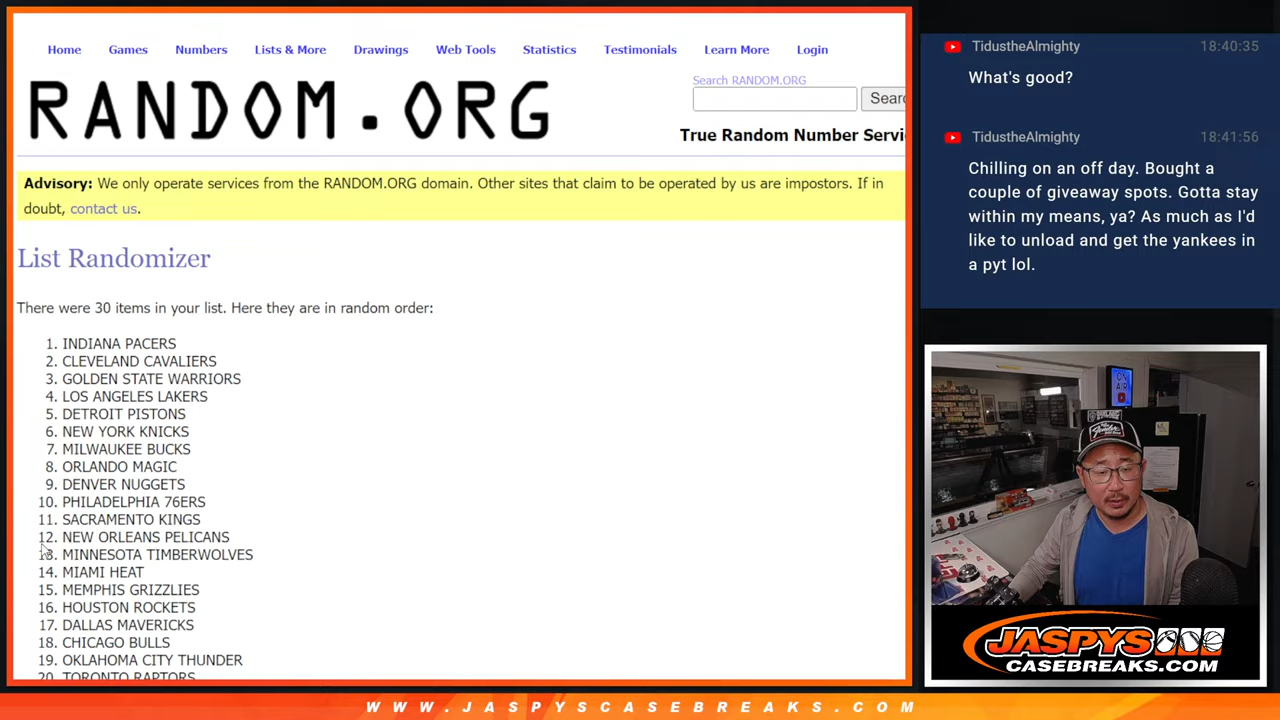 Home Games Numbers Lists & More Drawings Web Tools Statistics Testimonials Learn More Login
RANDOM.ORG
Search RANDOM.ORG
Searc
True Random Number Servi
Advisory: We only operate services from the RANDOM.ORG domain. Other sites that claim to be operated by us are impostors. If in
doubt, contact us.
List Randomizer
There were 30 items in your list. Here they are in random order:
1. INDIANA PACERS
2. CLEVELAND CAVALIERS
3. GOLDEN STATE WARRIORS
4. LOS ANGELES LAKERS
5. DETROIT PISTONS
6. NEW YORK KNICKS
7. MILWAUKEE BUCKS
8. ORLANDO MAGIC
9. DENVER NUGGETS
10. PHILADELPHIA 76ERS
11. SACRAMENTO KINGS
12. NEW ORLEANS PELICANS
13. MINNESOTA TIMBERWOLVES
14. MIAMI HEAT
15. MEMPHIS GRIZZLIES
16. HOUSTON ROCKETS
17. DALLAS MAVERICKS
18. CHICAGO BULLS
19. OKLAHOMA CITY THUNDER
20. TORONTO RAPTORS
TidustheAlmighty 18:40:35
What's good?
TidustheAlmighty 18:41:56
Chilling on an off day. Bought a
couple of giveaway spots. Gotta stay
within my means, ya? As much as I'd
like to unload and get the yankees in
a pyt lol.
ON
AIR
Fender
JASPYS
CASEBREAKS.COM
WWW.JASPYSCASEBREAKS.COM